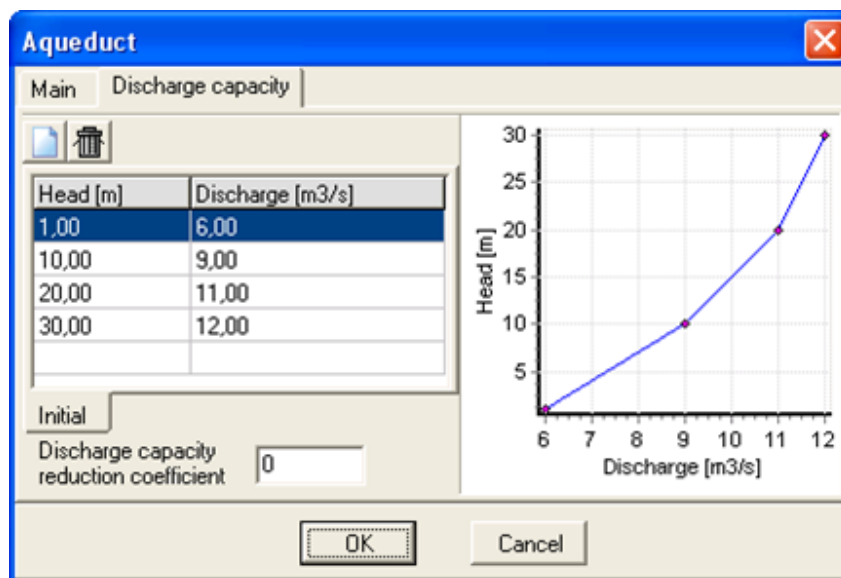 Aqueduct
Main Discharge capacity
Head [m] Discharge [m3/s]
1,00 6,00
10,00 9,00
20,00 11,00
30,00 12,00
Initial
Discharge capacity
reduction coefficient 0
30
25
20
15
10
5
Head [m]
6 7 8 9 10 11 12
Discharge [m3/s]
OK Cancel